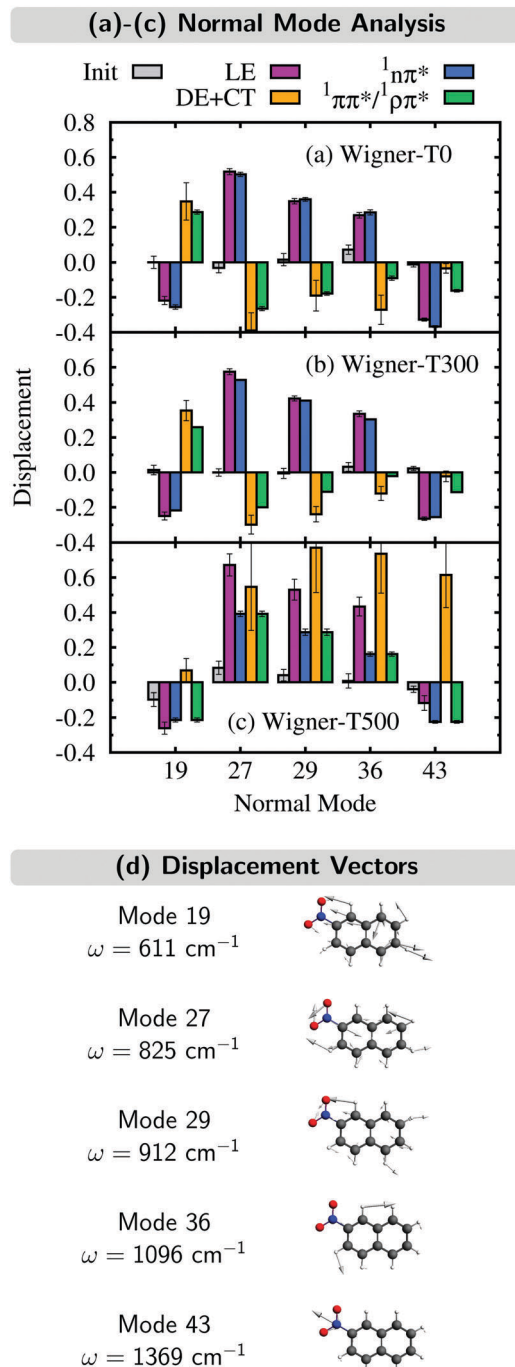 (a)-(c) Normal Mode Analysis
Init LE ¹nπ*
DE+CT ¹ππ*/¹ρπ*
0.8
0.6
0.4
0.2
0.0
-0.2
-0.4
(a) Wigner-T0
0.6
0.4
0.2
0.0
-0.2
-0.4
(b) Wigner-T300
Displacement
0.6
0.4
0.2
0.0
-0.2
-0.4
(c) Wigner-T500
19 27 29 36 43
Normal Mode
(d) Displacement Vectors
Mode 19
ω = 611 cm⁻¹
Mode 27
ω = 825 cm⁻¹
Mode 29
ω = 912 cm⁻¹
Mode 36
ω = 1096 cm⁻¹
Mode 43
ω = 1369 cm⁻¹